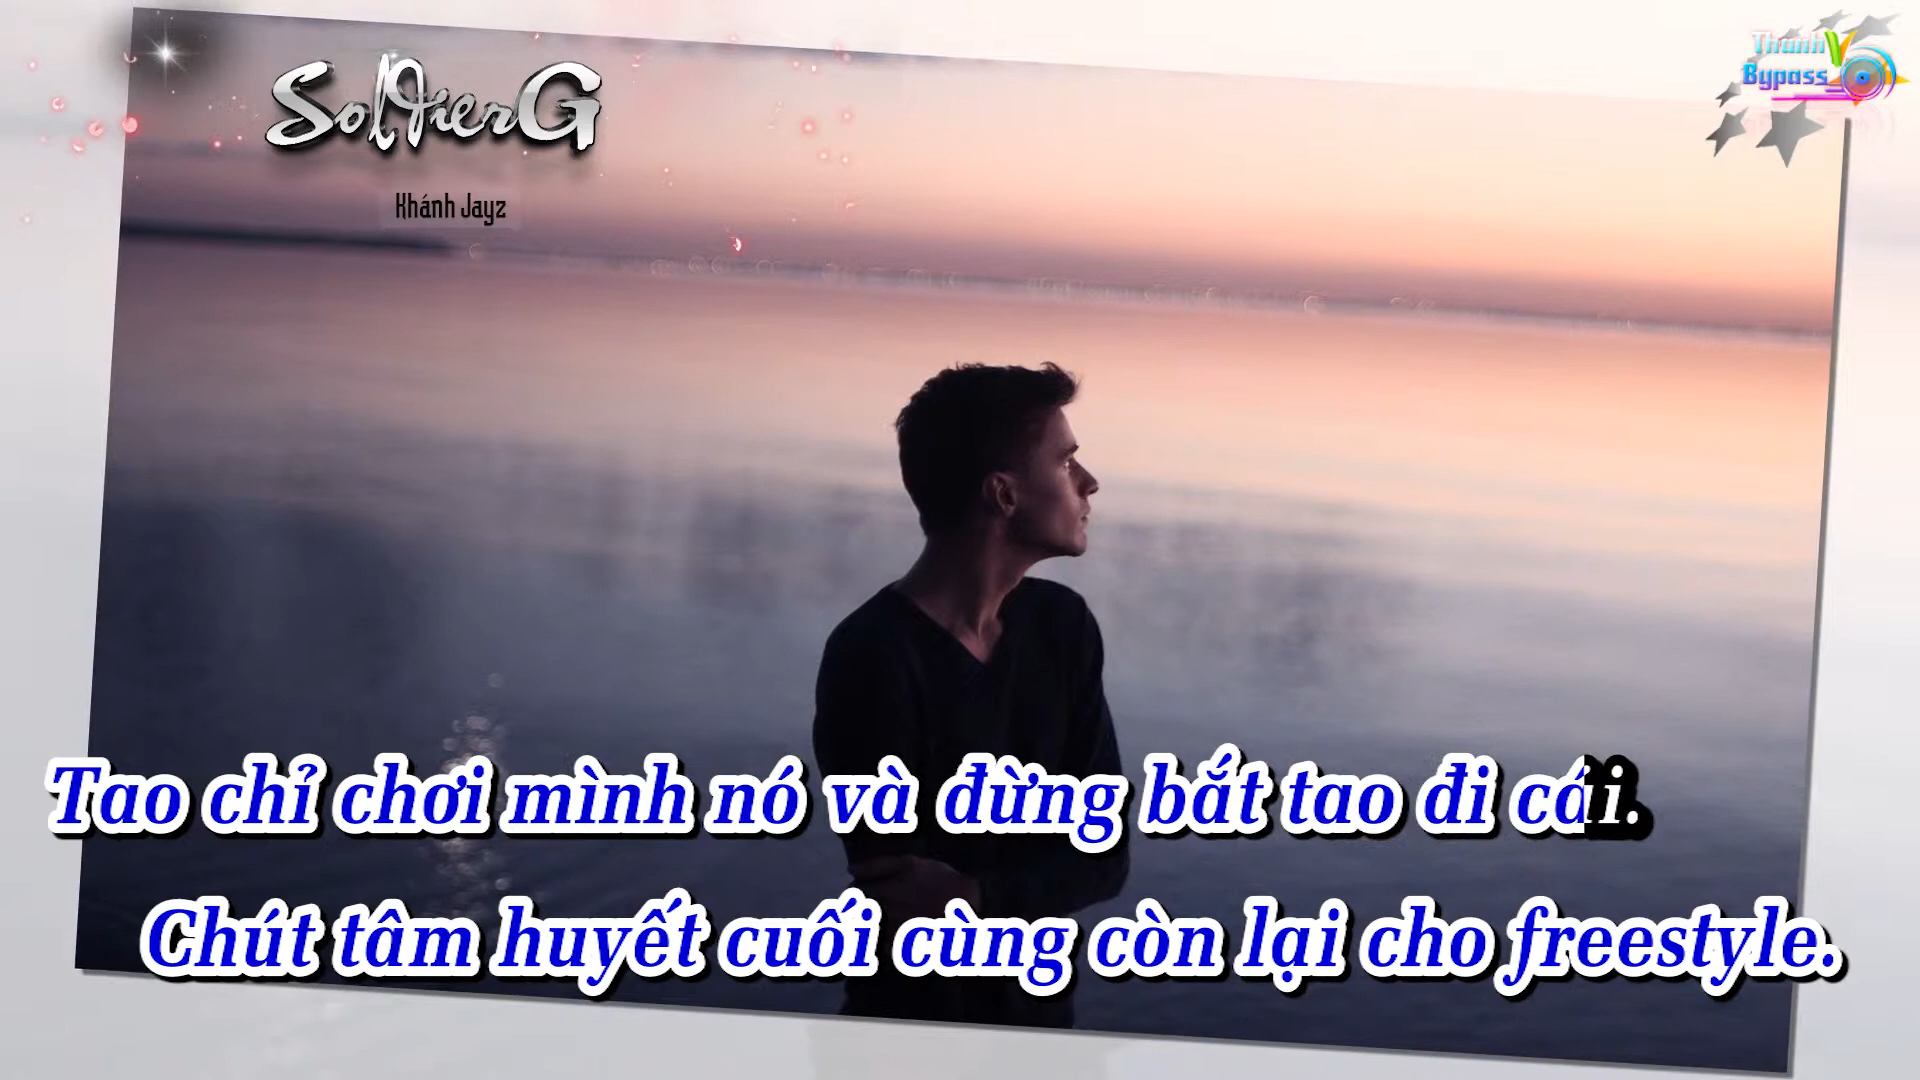 SolDierG
Khánh Jayz
Thanh V
Bypass
Tao chỉ chơi mình nó và đừng bắt tao đi cái.
Chút tâm huyết cuối cùng còn lại cho freestyle.